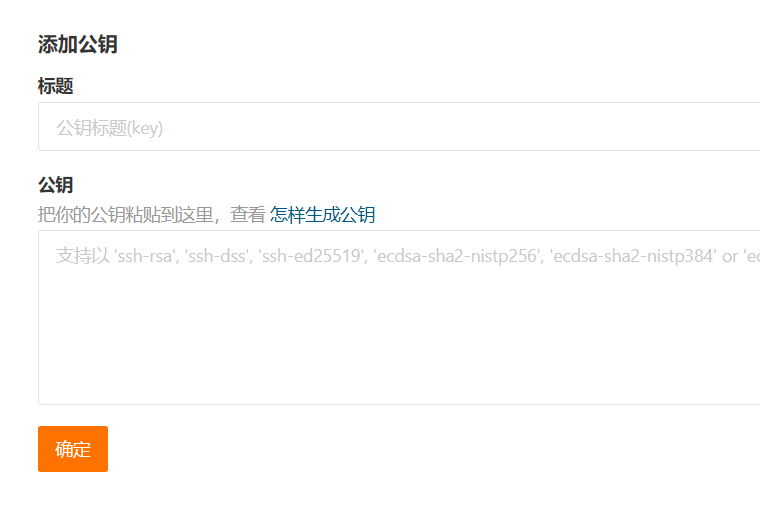 添加公钥
标题
公钥标题(key)
公钥
把你的公钥粘贴到这里，查看 怎样生成公钥
支持以 'ssh-rsa', 'ssh-dss', 'ssh-ed25519', 'ecdsa-sha2-nistp256', 'ecdsa-sha2-nistp384' or 'ec
确定